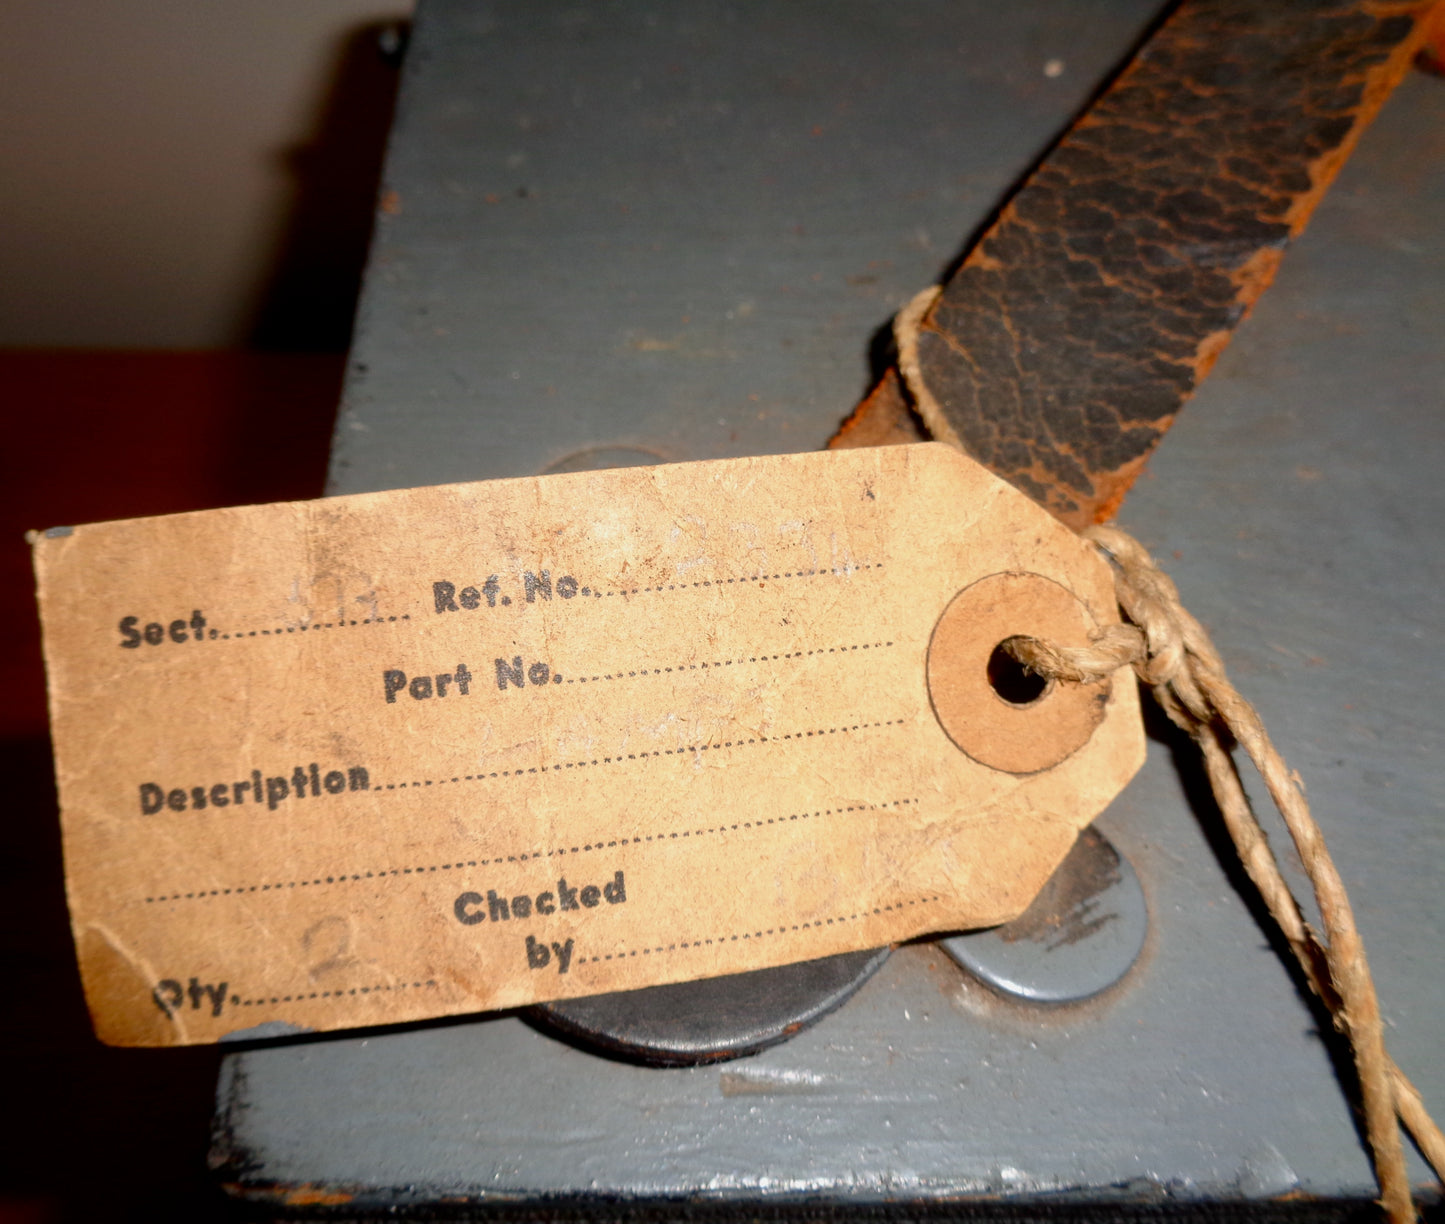 Sect. Ref. No.
Part No.
Description
Checked
Qty. 2 by